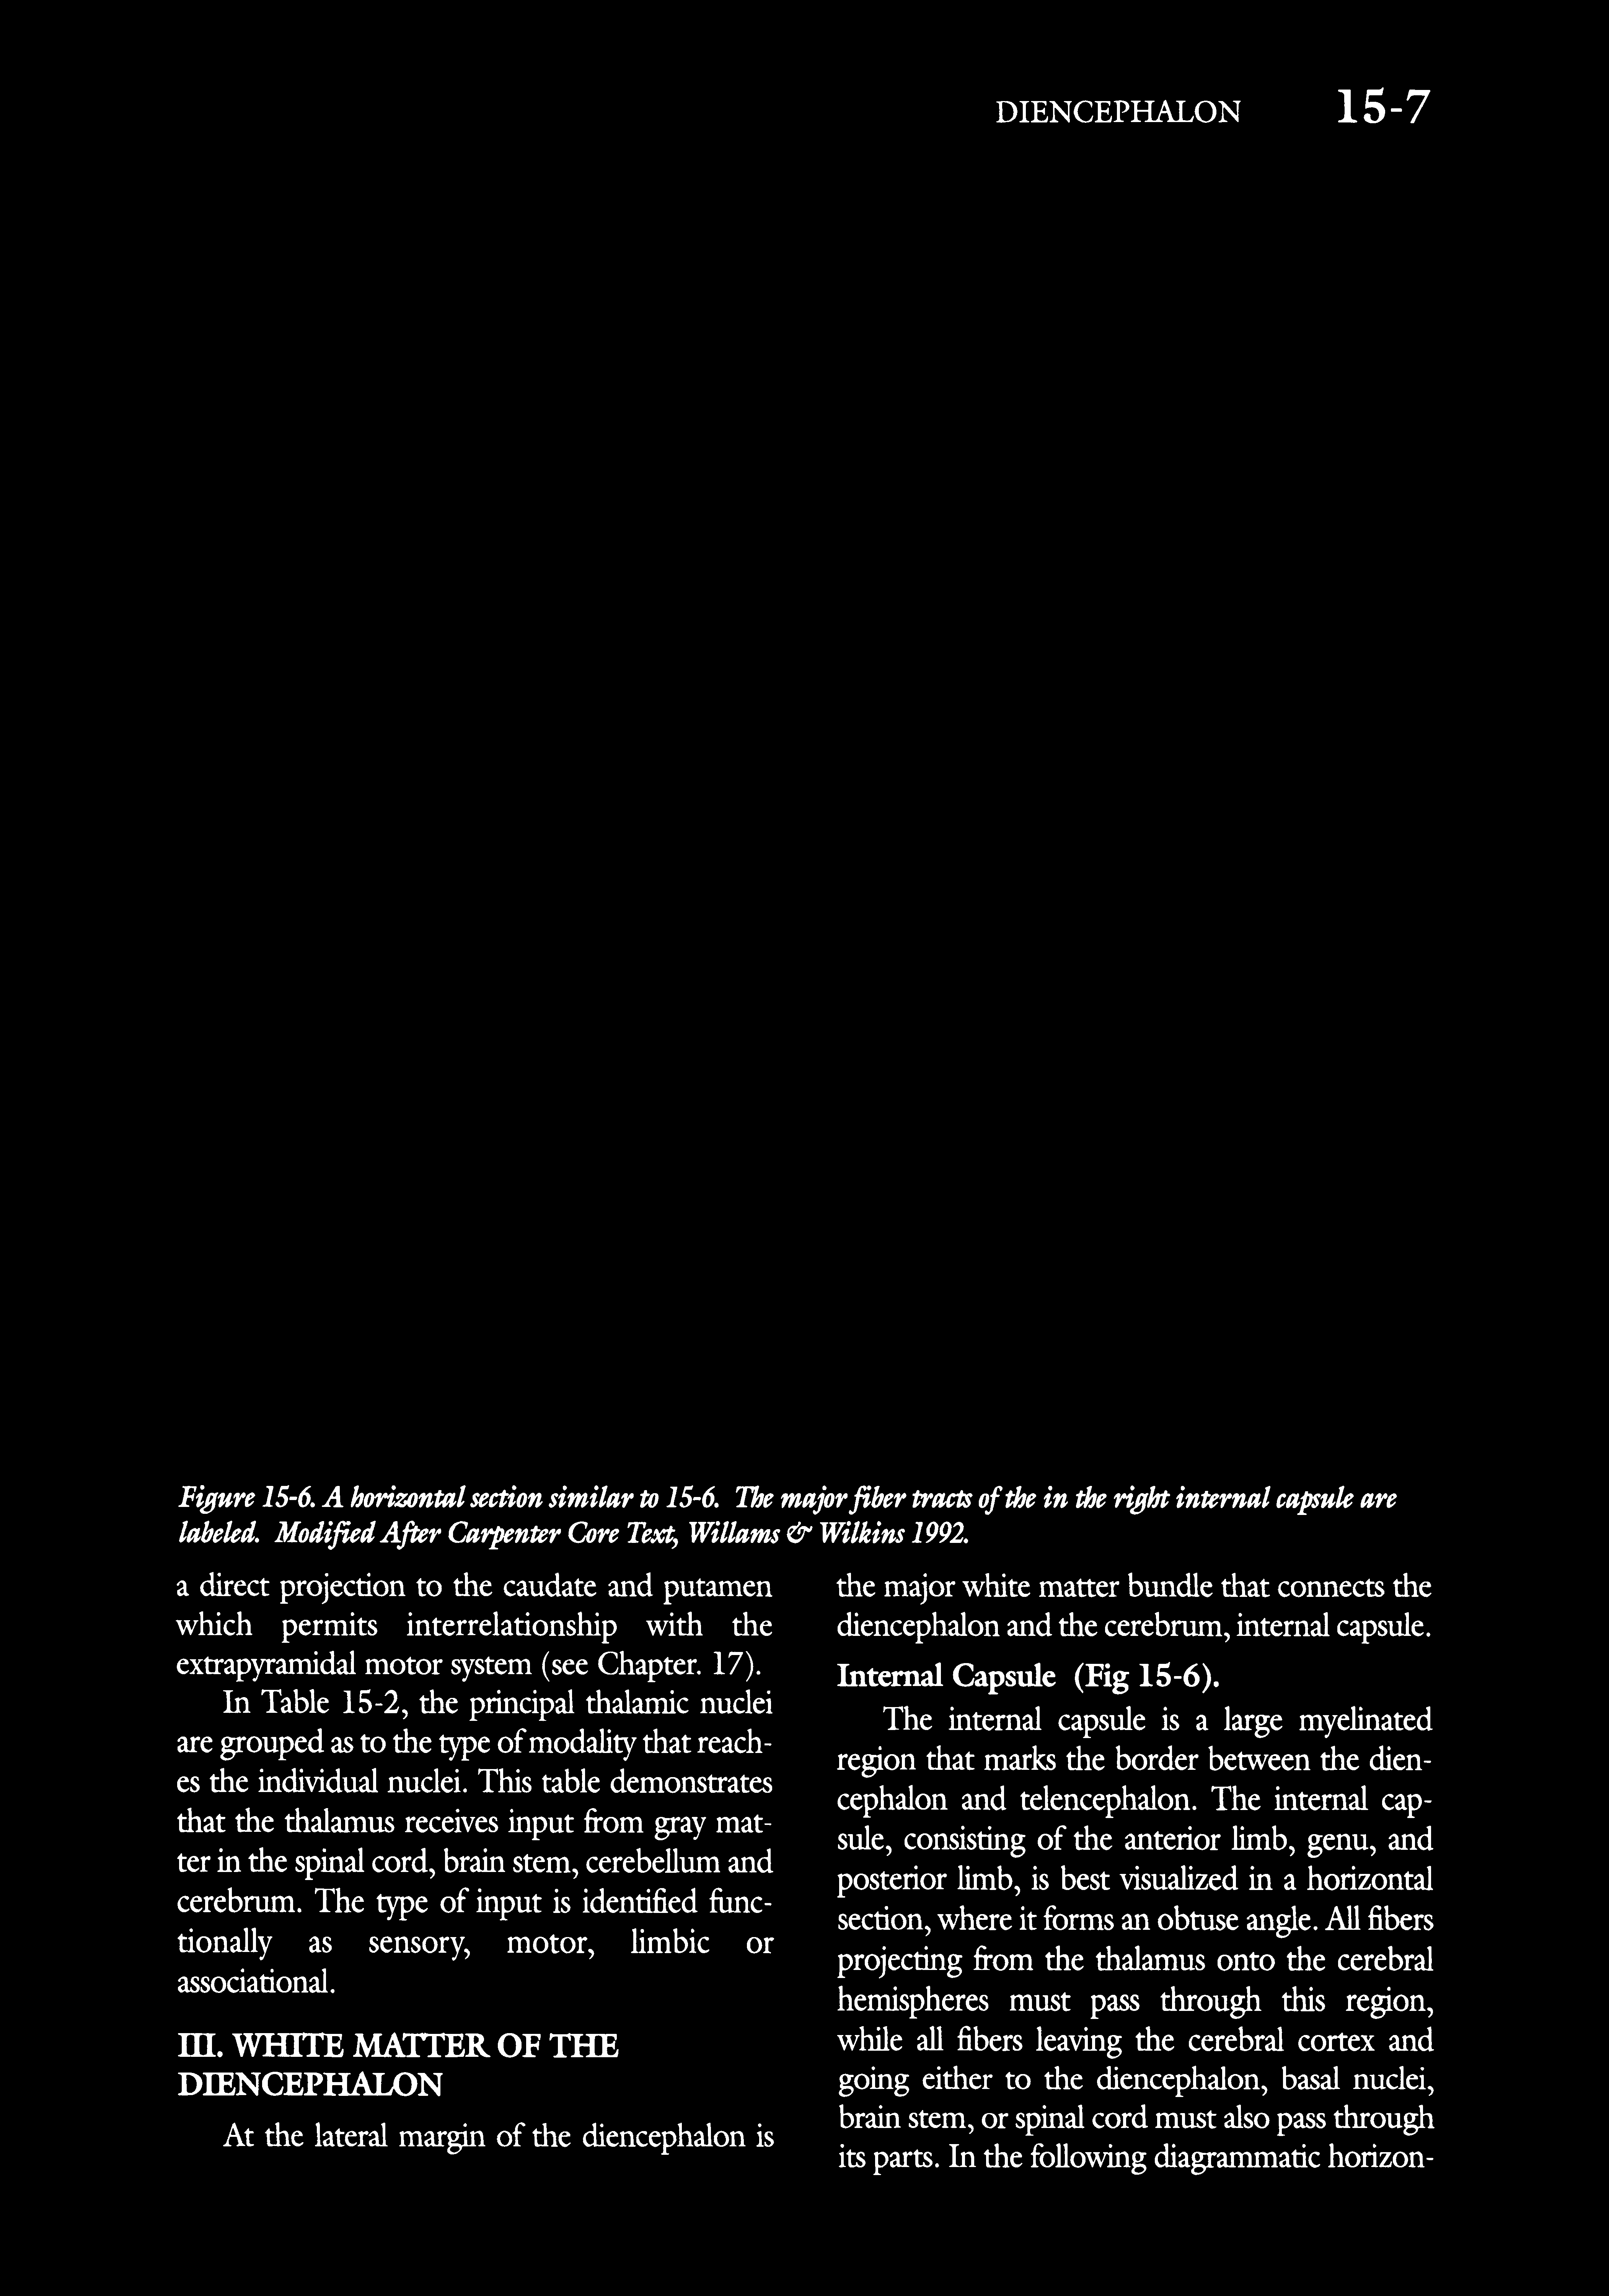 DIENCEPHALON 15-7
Figure 15-6. A horizontal section similar to 15-6. The major fiber tracts of the in the right internal capsule are
labeled. Modified After Carpenter Core Text, Willams & Wilkins 1992.
a direct projection to the caudate and putamen
which permits interrelationship with the
extrapyramidal motor system (see Chapter. 17).
In Table 15-2, the principal thalamic nuclei
are grouped as to the type of modality that reach-
es the individual nuclei. This table demonstrates
that the thalamus receives input from gray mat-
ter in the spinal cord, brain stem, cerebellum and
cerebrum. The type of input is identified func-
tionally as sensory, motor, limbic or
associational.
III. WHITE MATTER OF THE
DIENCEPHALON
At the lateral margin of the diencephalon is
the major white matter bundle that connects the
diencephalon and the cerebrum, internal capsule.
Internal Capsule (Fig 15-6).
The internal capsule is a large myelinated
region that marks the border between the dien-
cephalon and telencephalon. The internal cap-
sule, consisting of the anterior limb, genu, and
posterior limb, is best visualized in a horizontal
section, where it forms an obtuse angle. All fibers
projecting from the thalamus onto the cerebral
hemispheres must pass through this region,
while all fibers leaving the cerebral cortex and
going either to the diencephalon, basal nuclei,
brain stem, or spinal cord must also pass through
its parts. In the following diagrammatic horizon-